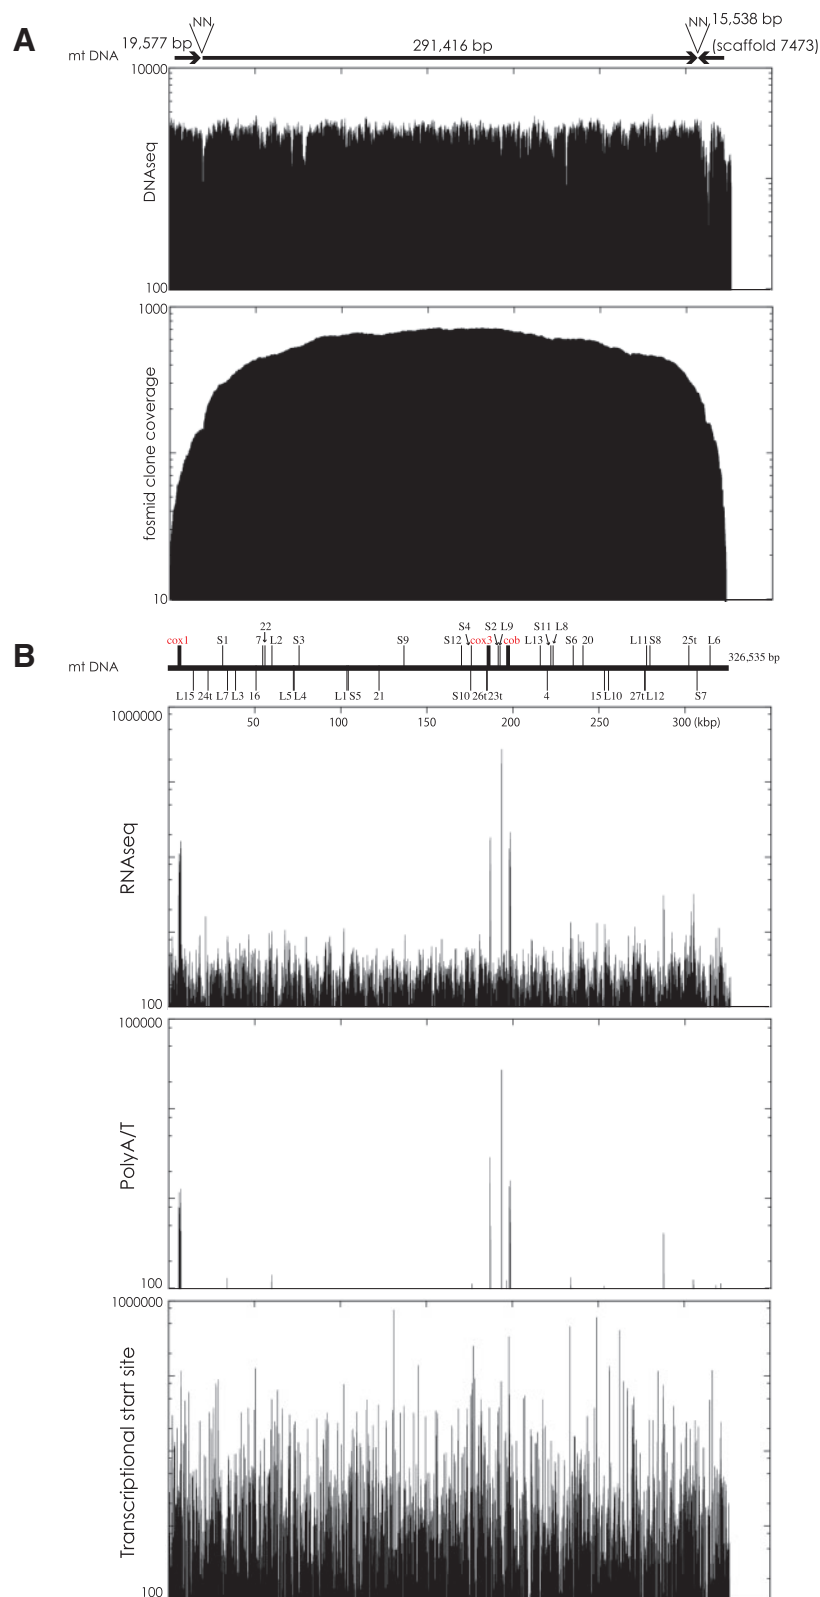 A
NN
NN
15,538 bp
19,577 bp
291,416 bp
(scaffold 7473)
mt DNA
10000
DNAseq
100
1000
fosmid clone coverage
10
B
22
S4
S2 L9
S11 L8
cox1
S1
7
L2
S3
S9
S12
cox3
cob
L13
S6 20
L11 S8
25t
L6
mt DNA
326,535 bp
L15 24t L7 L3 16
L5 L4
L1 S5
21
S10 26t 23t
4
15 L10
27t L12
S7
1000000
50
100
150
200
250
300 (kbp)
RNAseq
100
100000
PolyA/T
100
1000000
Transcriptional start site
100